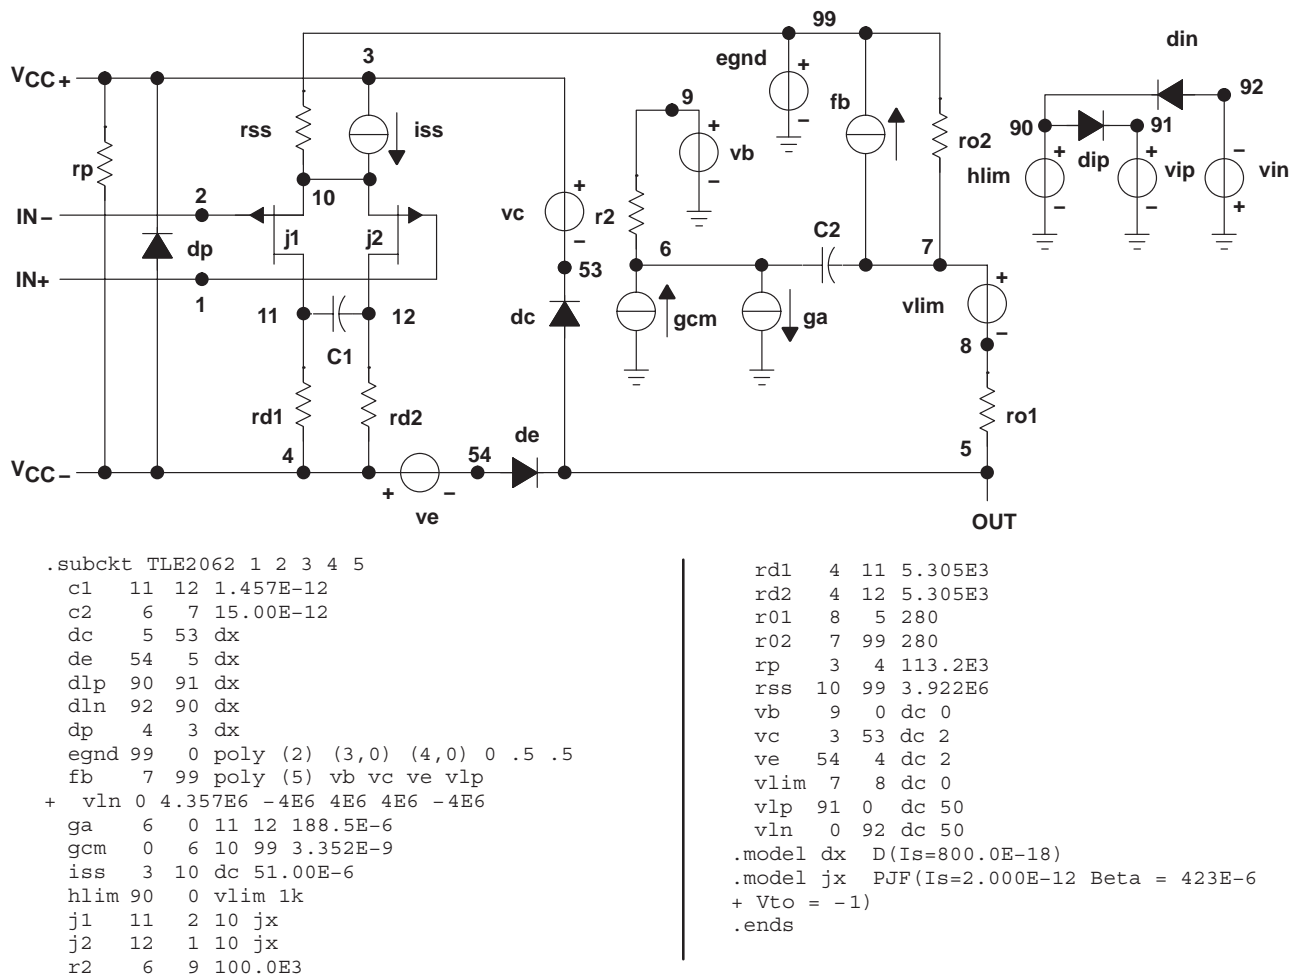 99
din
3
egnd
+
VCC+
9
92
+
fb
rss
iss
90
91
ro2
rp
vb
−
dip
+
+
−
10
hlim
vip
vin
2
+
−
−
−
+
IN−
vc
r2
C2
j1
j2
−
6
7
dp
IN+
53
+
1
gcm
ga
vlim
11
12
dc
−
C1
8
rd1
rd2
ro1
de
4
54
5
VCC−
+
−
ve
OUT
.subckt TLE2062 1 2 3 4 5
c1 11 12 1.457E−12
c2 6 7 15.00E−12
dc 5 53 dx
de 54 5 dx
dlp 90 91 dx
dln 92 90 dx
dp 4 3 dx
egnd 99 0 poly (2) (3,0) (4,0) 0 .5 .5
fb 7 99 poly (5) vb vc ve vlp
+ vln 0 4.357E6 −4E6 4E6 4E6 −4E6
ga 6 0 11 12 188.5E−6
gcm 0 6 10 99 3.352E−9
iss 3 10 dc 51.00E−6
hlim 90 0 vlim 1k
j1 11 2 10 jx
j2 12 1 10 jx
r2 6 9 100.0E3
rd1 4 11 5.305E3
rd2 4 12 5.305E3
r01 8 5 280
r02 7 99 280
rp 3 4 113.2E3
rss 10 99 3.922E6
vb 9 0 dc 0
vc 3 53 dc 2
ve 54 4 dc 2
vlim 7 8 dc 0
vlp 91 0 dc 50
vln 0 92 dc 50
.model dx D(Is=800.0E−18)
.model jx PJF(Is=2.000E−12 Beta = 423E−6
+ Vto = −1)
.ends